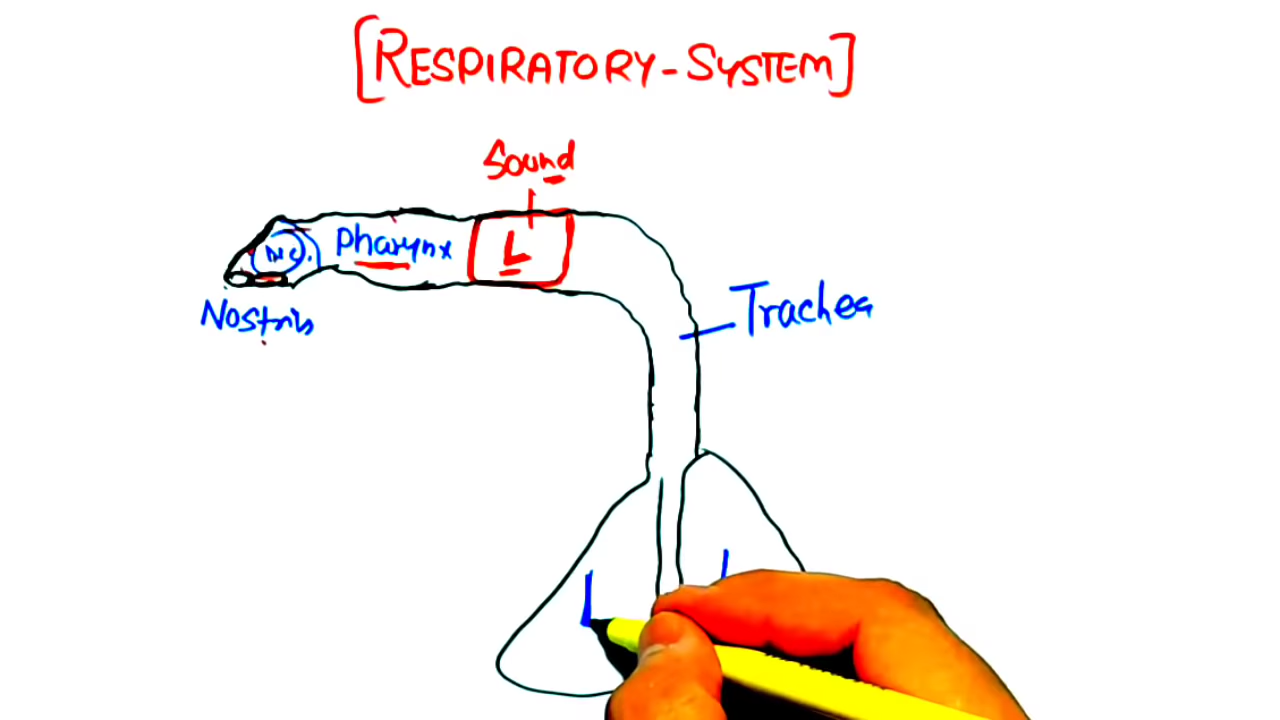 [RESPIRATORY-SYSTEM]
Sound
N.C.
Pharynx
L
Nostrils
Trachea
L